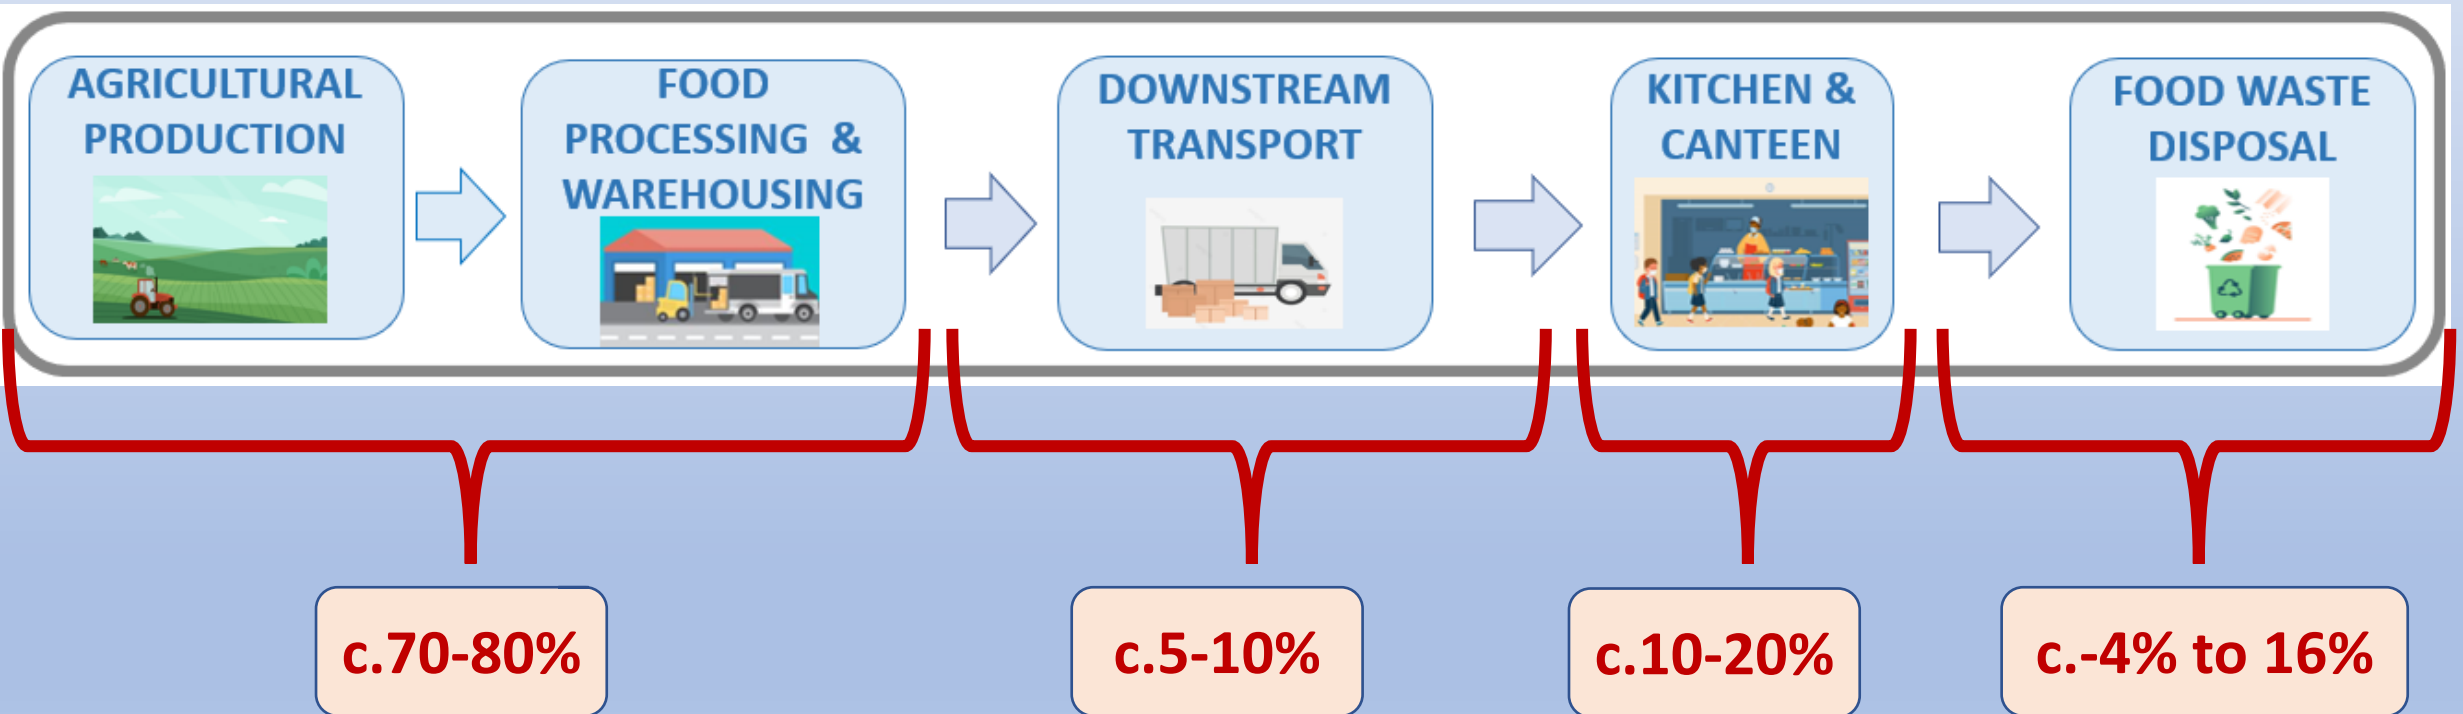 AGRICULTURAL
PRODUCTION
FOOD
PROCESSING &
WAREHOUSING
DOWNSTREAM
TRANSPORT
KITCHEN &
CANTEEN
FOOD WASTE
DISPOSAL
c.70-80%
c.5-10%
c.10-20%
c.-4% to 16%